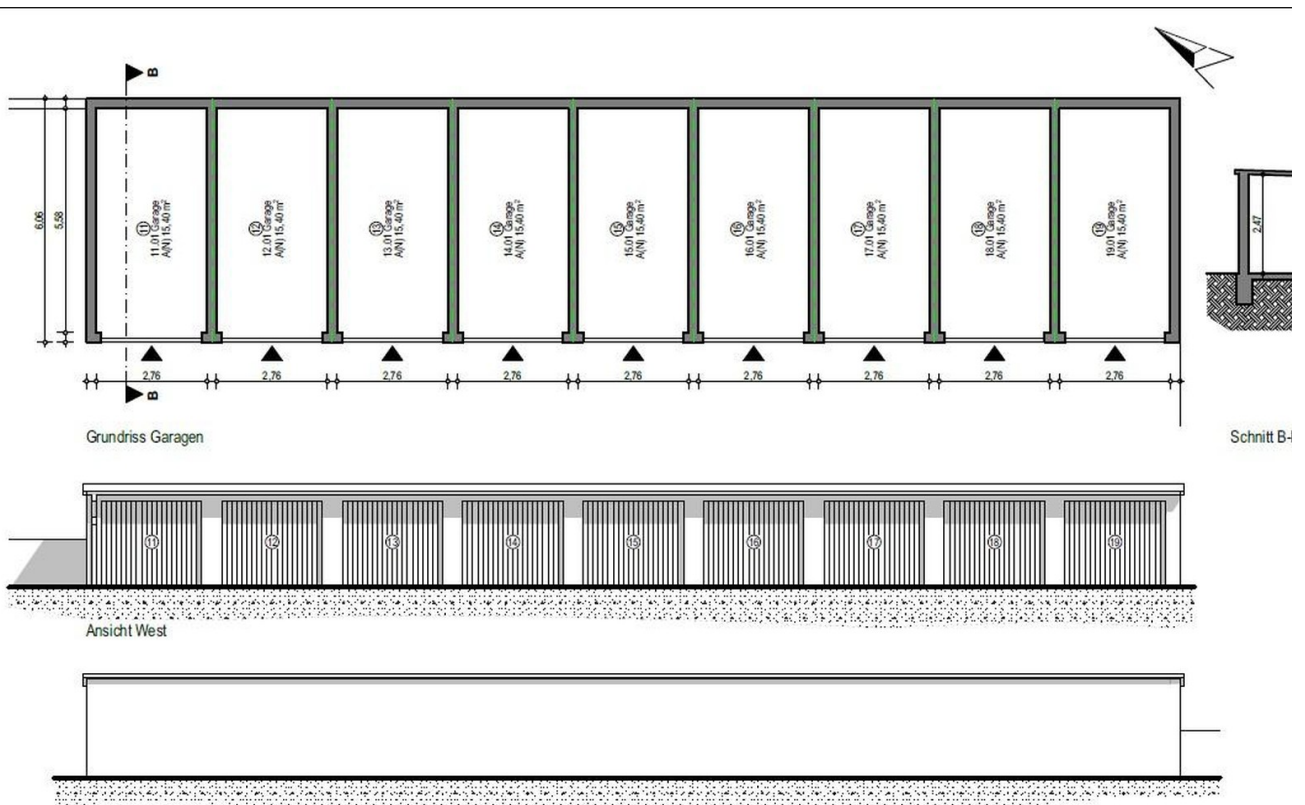 B
6,06
5,58
11
11.01 Garage
A(N) 15,40 m²
12
12.01 Garage
A(N) 15,40 m²
13
13.01 Garage
A(N) 15,40 m²
14
14.01 Garage
A(N) 15,40 m²
15
15.01 Garage
A(N) 15,40 m²
16
16.01 Garage
A(N) 15,40 m²
17
17.01 Garage
A(N) 15,40 m²
18
18.01 Garage
A(N) 15,40 m²
19
19.01 Garage
A(N) 15,40 m²
2,47
2,76 2,76 2,76 2,76 2,76 2,76 2,76 2,76 2,76
B
Grundriss Garagen
Schnitt B-
11 12 13 14 15 16 17 18 19
Ansicht West